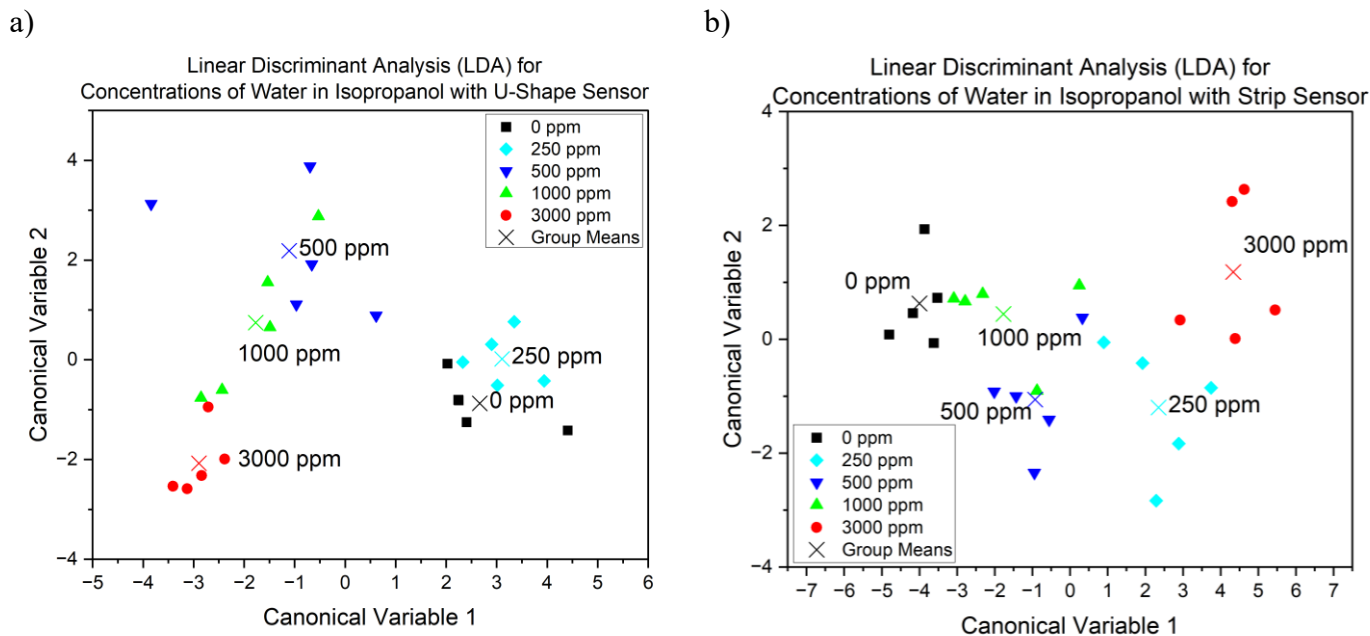 a)
Linear Discriminant Analysis (LDA) for
Concentrations of Water in Isopropanol with U-Shape Sensor
0 ppm
250 ppm
500 ppm
1000 ppm
3000 ppm
Group Means
500 ppm
1000 ppm
250 ppm
0 ppm
3000 ppm
4
2
0
−2
−4
Canonical Variable 2
−5 −4 −3 −2 −1 0 1 2 3 4 5 6
Canonical Variable 1
b)
Linear Discriminant Analysis (LDA) for
Concentrations of Water in Isopropanol with Strip Sensor
3000 ppm
0 ppm
1000 ppm
500 ppm
250 ppm
0 ppm
250 ppm
500 ppm
1000 ppm
3000 ppm
Group Means
4
2
0
−2
−4
Canonical Variable 2
−7 −6 −5 −4 −3 −2 −1 0 1 2 3 4 5 6 7
Canonical Variable 1